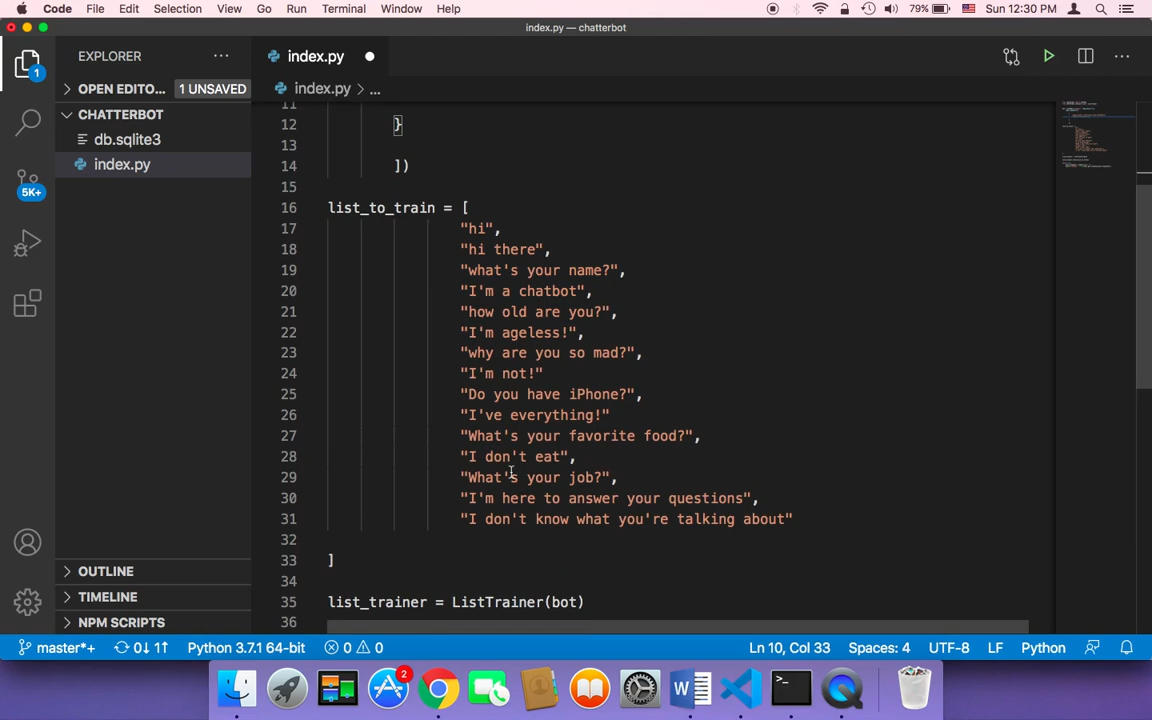 Code File Edit Selection View Go Run Terminal Window Help 79% Sun 12:30 PM
index.py — chatterbot
EXPLORER
index.py
OPEN EDITO... 1 UNSAVED
index.py > ...
CHATTERBOT
db.sqlite3
index.py
1
5K+
11
12 }
13
14 ])
15
16 list_to_train = [
17 "hi",
18 "hi there",
19 "what's your name?",
20 "I'm a chatbot",
21 "how old are you?",
22 "I'm ageless!",
23 "why are you so mad?",
24 "I'm not!"
25 "Do you have iPhone?",
26 "I've everything!"
27 "What's your favorite food?",
28 "I don't eat",
29 "What's your job?",
30 "I'm here to answer your questions",
31 "I don't know what you're talking about"
32
33 ]
34
35 list_trainer = ListTrainer(bot)
36
OUTLINE
TIMELINE
NPM SCRIPTS
master*+ 0↓ 1↑ Python 3.7.1 64-bit 0 0 Ln 10, Col 33 Spaces: 4 UTF-8 LF Python
2